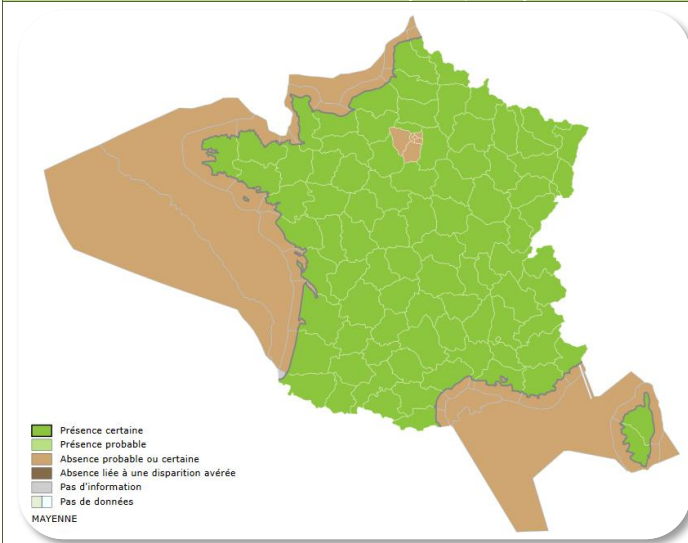 Présence certaine
Présence probable
Absence probable ou certaine
Absence liée à une disparition avérée
Pas d'information
Pas de données
MAYENNE